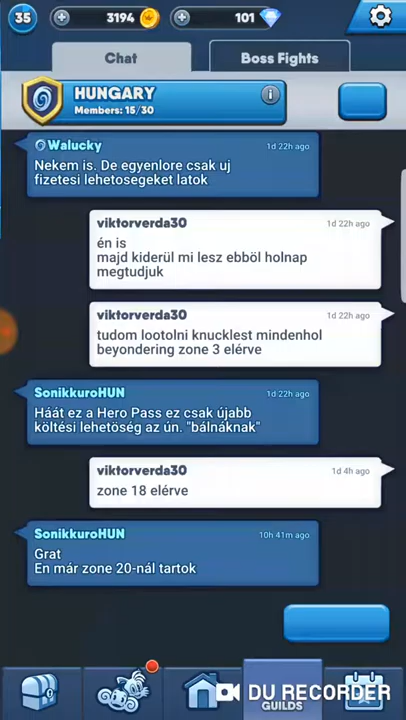 35
3194
101
Chat
Boss Fights
HUNGARY
Members: 15/30
Walucky
1d 22h ago
Nekem is. De egyenlore csak uj
fizetesi lehetosegeket latok
viktorverda30
1d 22h ago
én is
majd kiderül mi lesz ebböl holnap
megtudjuk
viktorverda30
1d 22h ago
tudom lootolni knucklest mindenhol
beyondering zone 3 elérve
SonikkuroHUN
1d 22h ago
Háát ez a Hero Pass ez csak újabb
költési lehetöség az ún. "bálnáknak"
viktorverda30
1d 4h ago
zone 18 elérve
SonikkuroHUN
10h 41m ago
Grat
En már zone 20-nál tartok
DU RECORDER
GUILDS